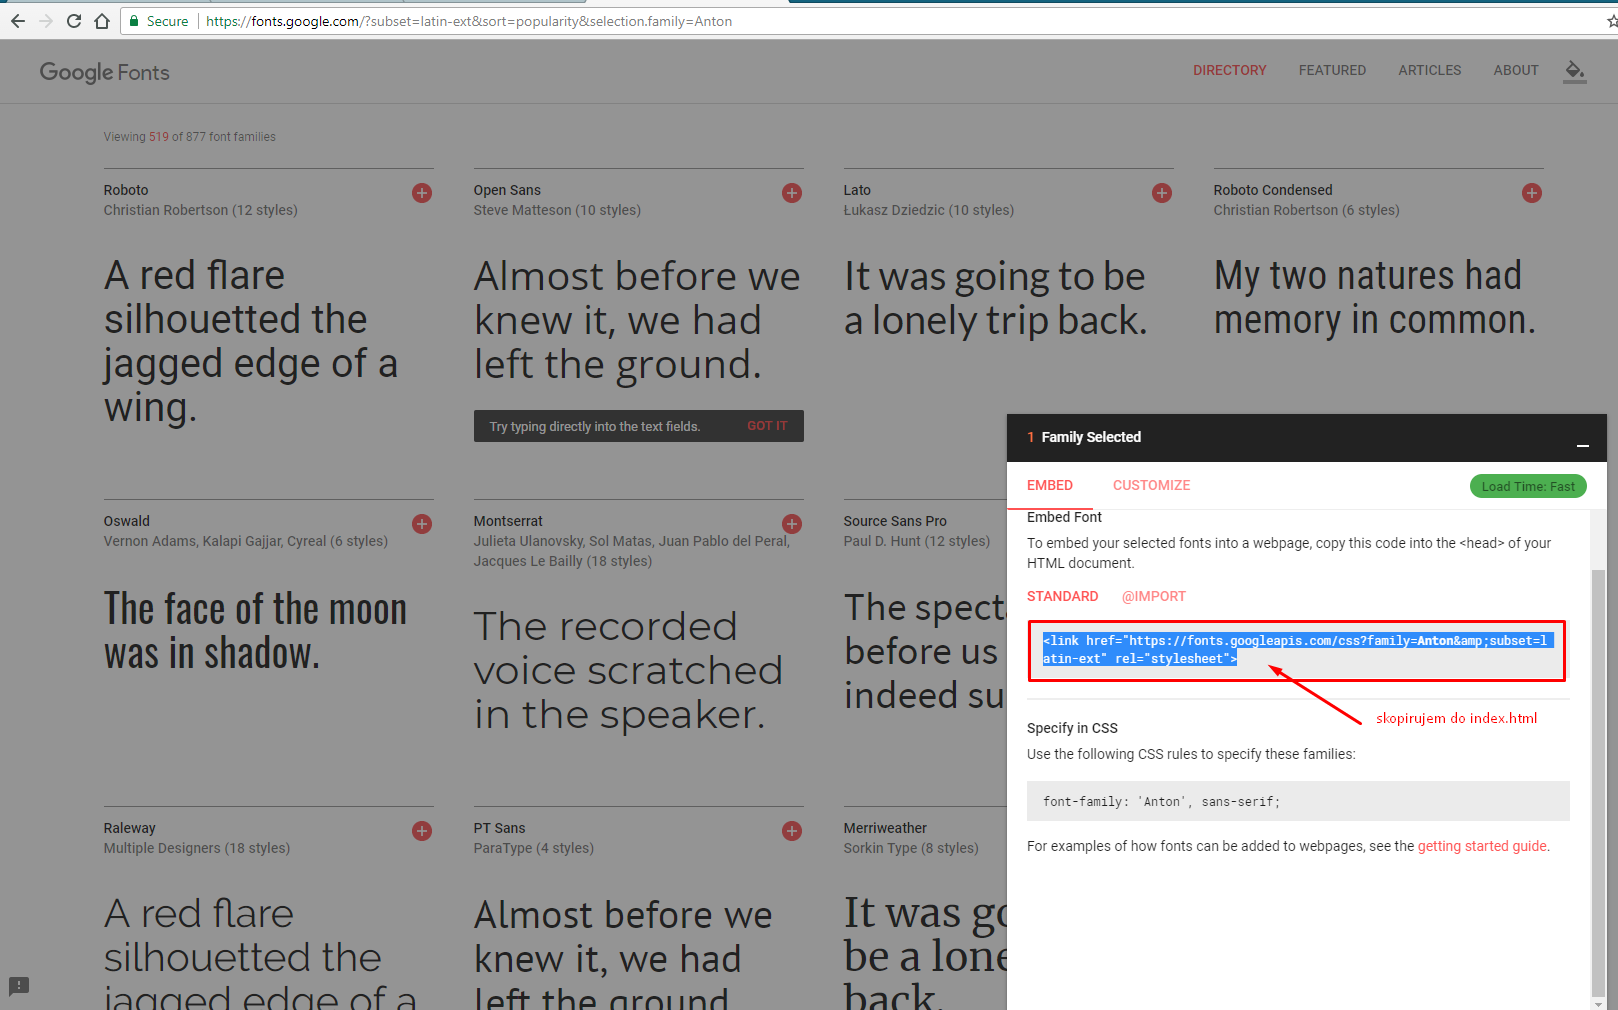 Secure https://fonts.google.com/?subset=latin-ext&sort=popularity&selection.family=Anton
Google Fonts
DIRECTORY FEATURED ARTICLES ABOUT
Viewing 519 of 877 font families
Roboto
Christian Robertson (12 styles)
A red flare
silhouetted the
jagged edge of a
wing.
Open Sans
Steve Matteson (10 styles)
Almost before we
knew it, we had
left the ground.
Try typing directly into the text fields. GOT IT
Lato
Łukasz Dziedzic (10 styles)
It was going to be
a lonely trip back.
Roboto Condensed
Christian Robertson (6 styles)
My two natures had
memory in common.
Oswald
Vernon Adams, Kalapi Gajjar, Cyreal (6 styles)
The face of the moon
was in shadow.
Montserrat
Julieta Ulanovsky, Sol Matas, Juan Pablo del Peral,
Jacques Le Bailly (18 styles)
The recorded
voice scratched
in the speaker.
Source Sans Pro
Paul D. Hunt (12 styles)
The specta
before us
indeed su
Raleway
Multiple Designers (18 styles)
A red flare
silhouetted the
jagged edge of a
PT Sans
ParaType (4 styles)
Almost before we
knew it, we had
left the ground
Merriweather
Sorkin Type (8 styles)
It was go
be a lone
back.
1 Family Selected
EMBED CUSTOMIZE Load Time: Fast
Embed Font
To embed your selected fonts into a webpage, copy this code into the <head> of your
HTML document.
STANDARD @IMPORT
<link href="https://fonts.googleapis.com/css?family=Anton&amp;subset=l
atin-ext" rel="stylesheet">
skopirujem do index.html
Specify in CSS
Use the following CSS rules to specify these families:
font-family: 'Anton', sans-serif;
For examples of how fonts can be added to webpages, see the getting started guide.